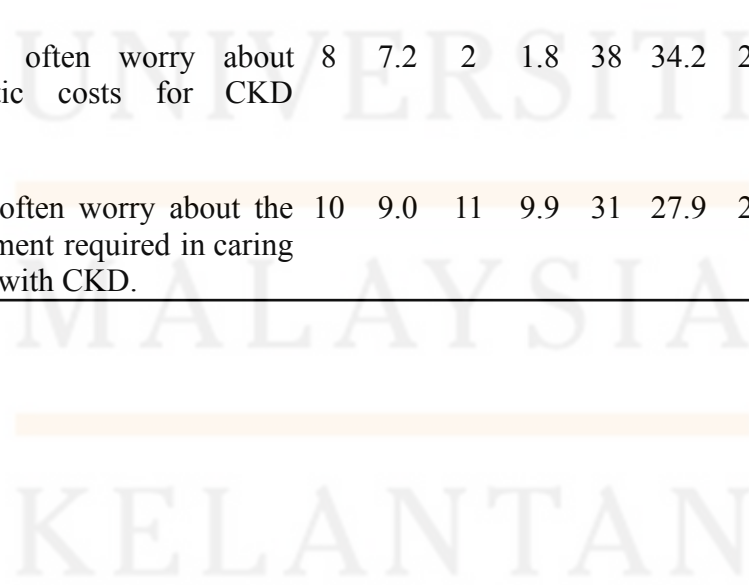 UNIVERSITI
often worry about 8 7.2 2 1.8 38 34.2 2
tic costs for CKD
often worry about the 10 9.0 11 9.9 31 27.9 2
ment required in caring
with CKD.
MALAYSIA
KELANTAN